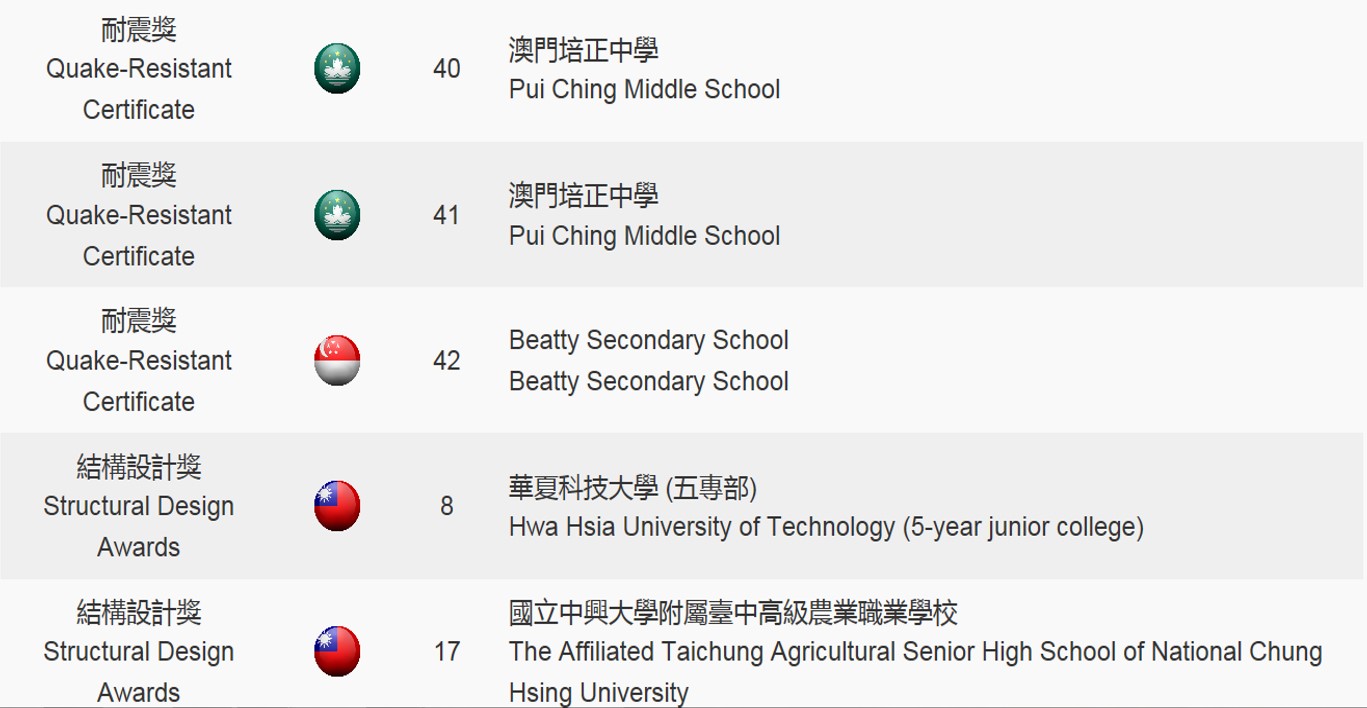 耐震獎
Quake-Resistant
Certificate
40
澳門培正中學
Pui Ching Middle School
耐震獎
Quake-Resistant
Certificate
41
澳門培正中學
Pui Ching Middle School
耐震獎
Quake-Resistant
Certificate
42
Beatty Secondary School
Beatty Secondary School
結構設計獎
Structural Design
Awards
8
華夏科技大學 (五專部)
Hwa Hsia University of Technology (5-year junior college)
結構設計獎
Structural Design
Awards
17
國立中興大學附屬臺中高級農業職業學校
The Affiliated Taichung Agricultural Senior High School of National Chung
Hsing University